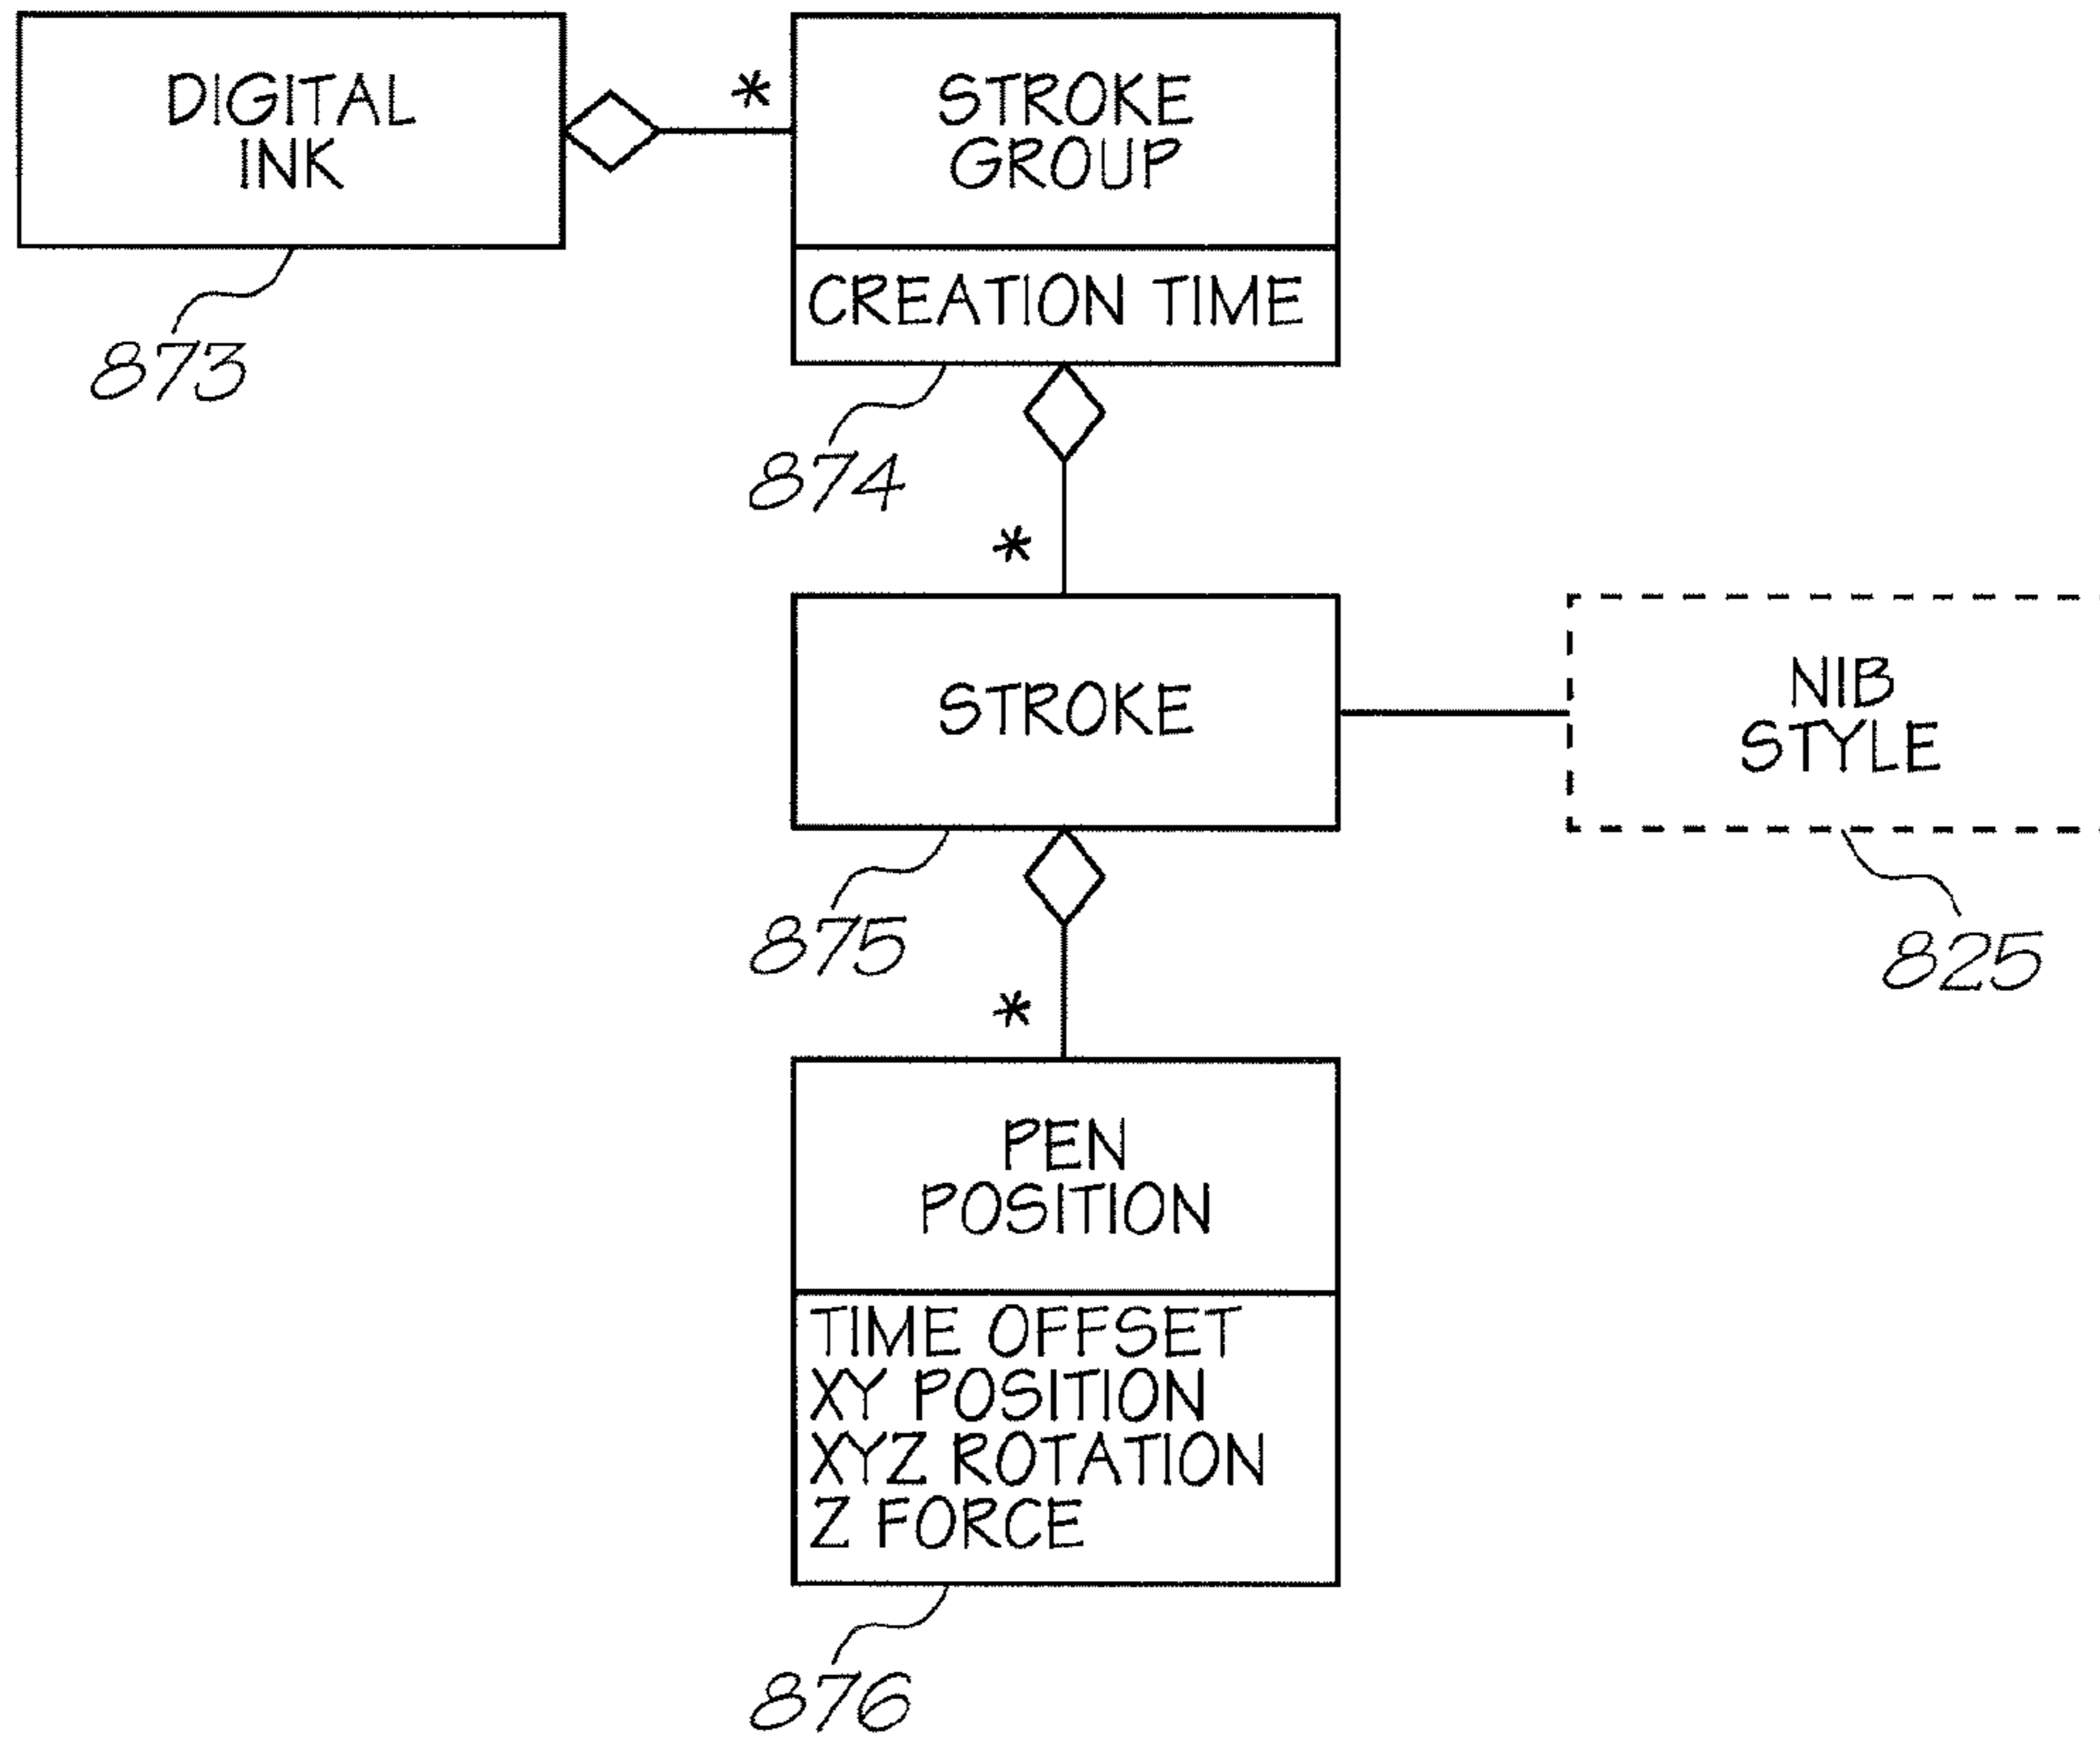 DIGITAL
INK
*
STROKE
GROUP
CREATION TIME
873
874
*
STROKE
NIB
STYLE
875
825
*
PEN
POSITION
TIME OFFSET
XY POSITION
XYZ ROTATION
Z FORCE
876